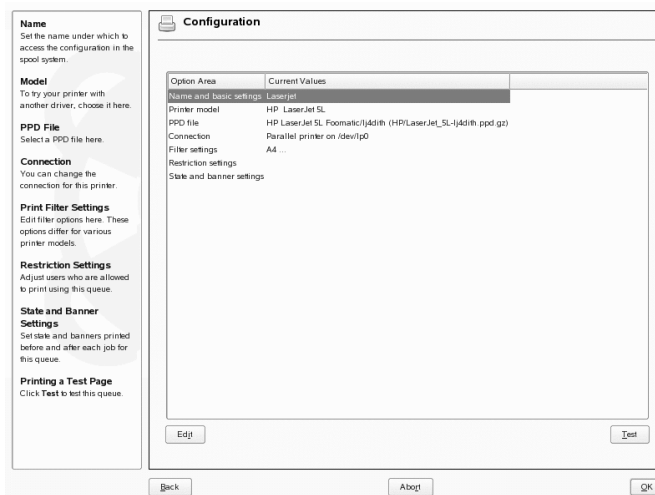 Name
Set the name under which to
access the configuration in the
spool system.
Model
To try your printer with
another driver, choose it here.
PPD File
Select a PPD file here.
Connection
You can change the
connection for this printer.
Print Filter Settings
Edit filter options here. These
options differ for various
printer models.
Restriction Settings
Adjust users who are allowed
to print using this queue.
State and Banner
Settings
Set state and banners printed
before and after each job for
this queue.
Printing a Test Page
Click Test to test this queue.
Configuration
Option Area Current Values
Name and basic settings Laserjet
Printer model HP LaserJet 5L
PPD file HP LaserJet 5L Foomatic/lj4dith (HP/LaserJet_5L-lj4dith.ppd.gz)
Connection Parallel printer on /dev/lp0
Filter settings A4 ...
Restriction settings
State and banner settings
Edit Test
Back Abort OK